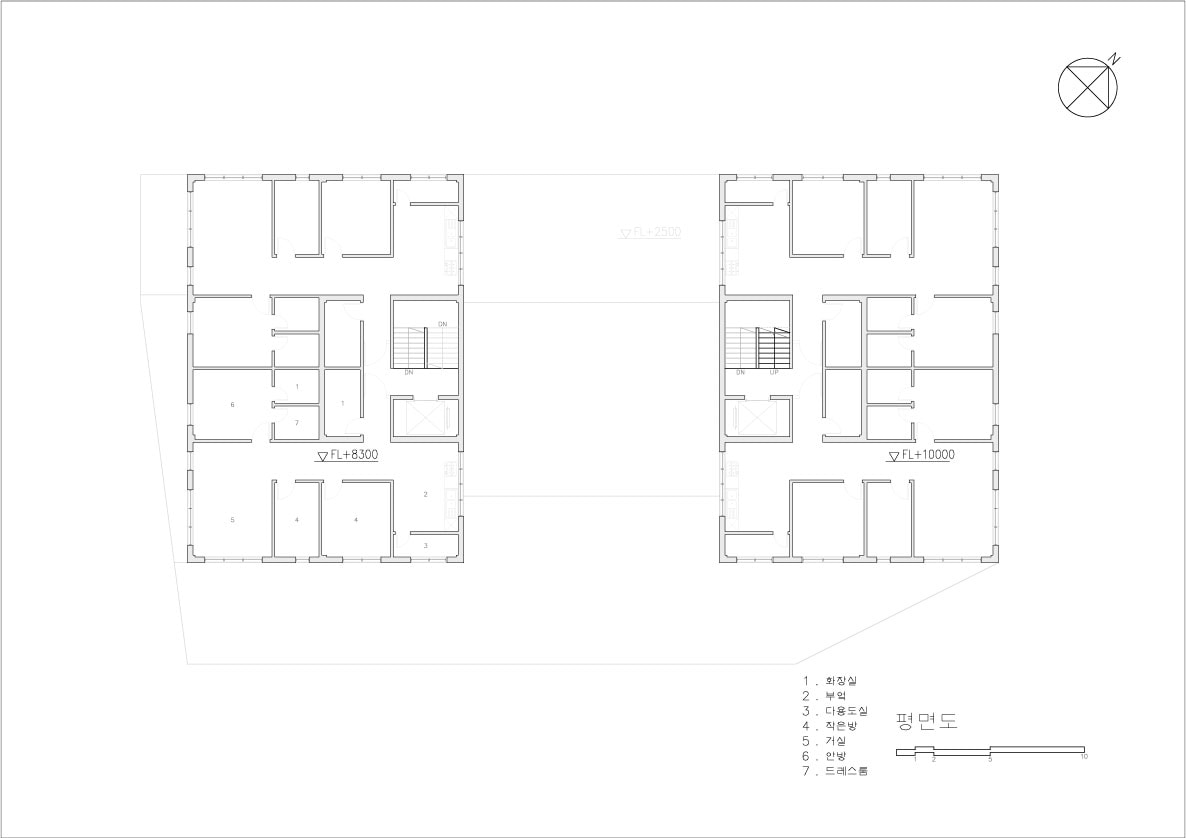 N
FL+2500
DN
DN
DN
UP
1
6
1
7
FL+8300
FL+10000
2
5
4
4
3
1 . 화장실
2 . 부엌
3 . 다용도실
4 . 작은방
5 . 거실
6 . 안방
7 . 드레스룸
평면도
1 2 5 10